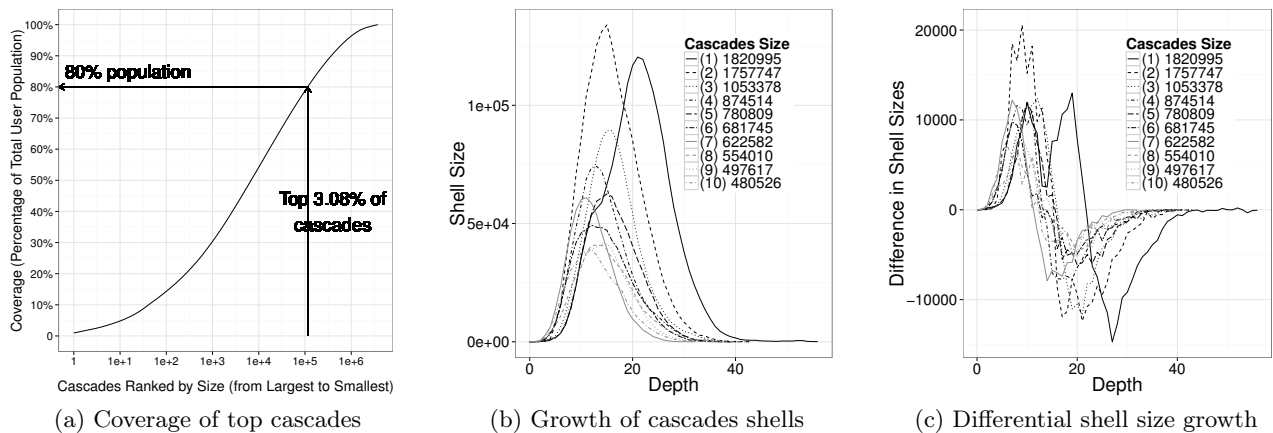 Coverage (Percentage of Total User Population)
100%
90%
80%
70%
60%
50%
40%
30%
20%
10%
0
80% population
Top 3.08% of
cascades
1
1e+1
1e+2
1e+3
1e+4
1e+5
1e+6
Cascades Ranked by Size (from Largest to Smallest)
(a) Coverage of top cascades
Shell Size
1e+05
5e+04
0e+00
Cascades Size
(1) 1820995
(2) 1757747
(3) 1053378
(4) 874514
(5) 780809
(6) 681745
(7) 622582
(8) 554010
(9) 497617
(10) 480526
0
20
40
Depth
(b) Growth of cascades shells
Difference in Shell Sizes
20000
10000
0
−10000
Cascades Size
(1) 1820995
(2) 1757747
(3) 1053378
(4) 874514
(5) 780809
(6) 681745
(7) 622582
(8) 554010
(9) 497617
(10) 480526
0
20
40
Depth
(c) Differential shell size growth